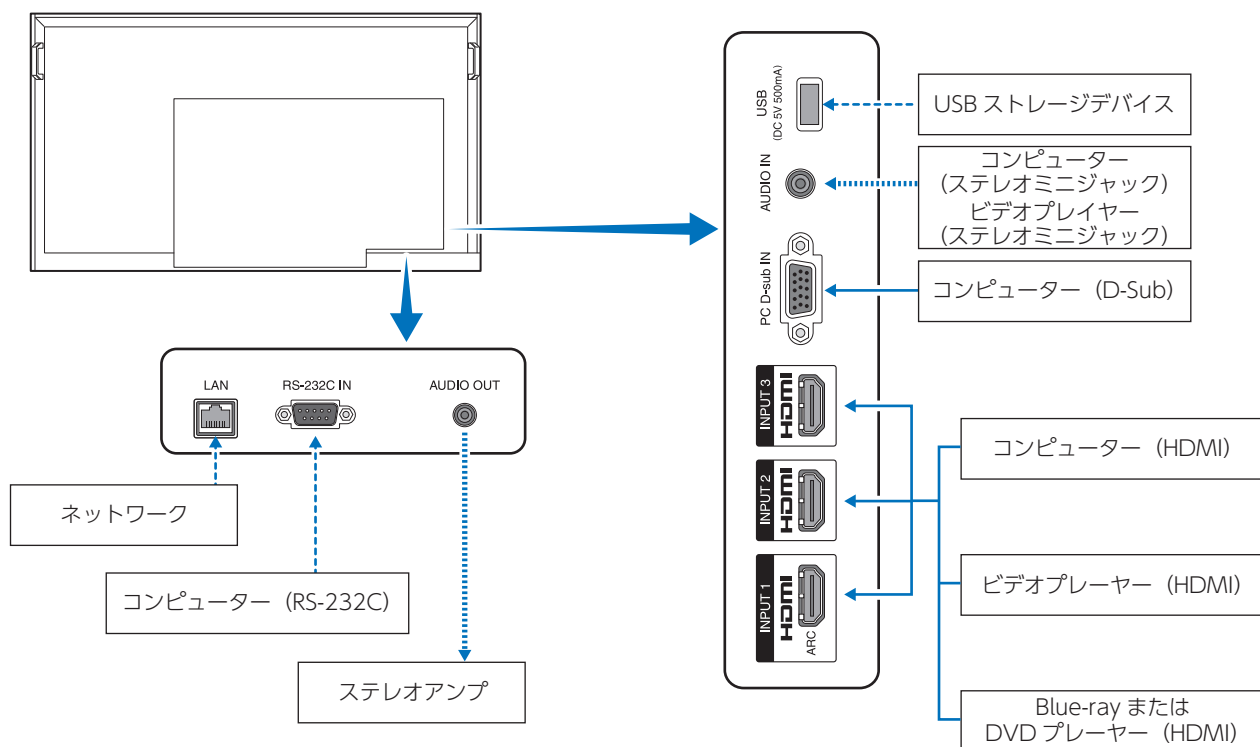 USB
(DC 5V 500mA)
USB ストレージデバイス
AUDIO IN
コンピューター
(ステレオミニジャック)
ビデオプレイヤー
(ステレオミニジャック)
PC D-sub IN
コンピューター (D-Sub)
INPUT 3
HDMI
INPUT 2
HDMI
INPUT 1
HDMI
ARC
コンピューター (HDMI)
ビデオプレーヤー (HDMI)
Blue-ray または
DVD プレーヤー (HDMI)
LAN
RS-232C IN
AUDIO OUT
ネットワーク
コンピューター (RS-232C)
ステレオアンプ